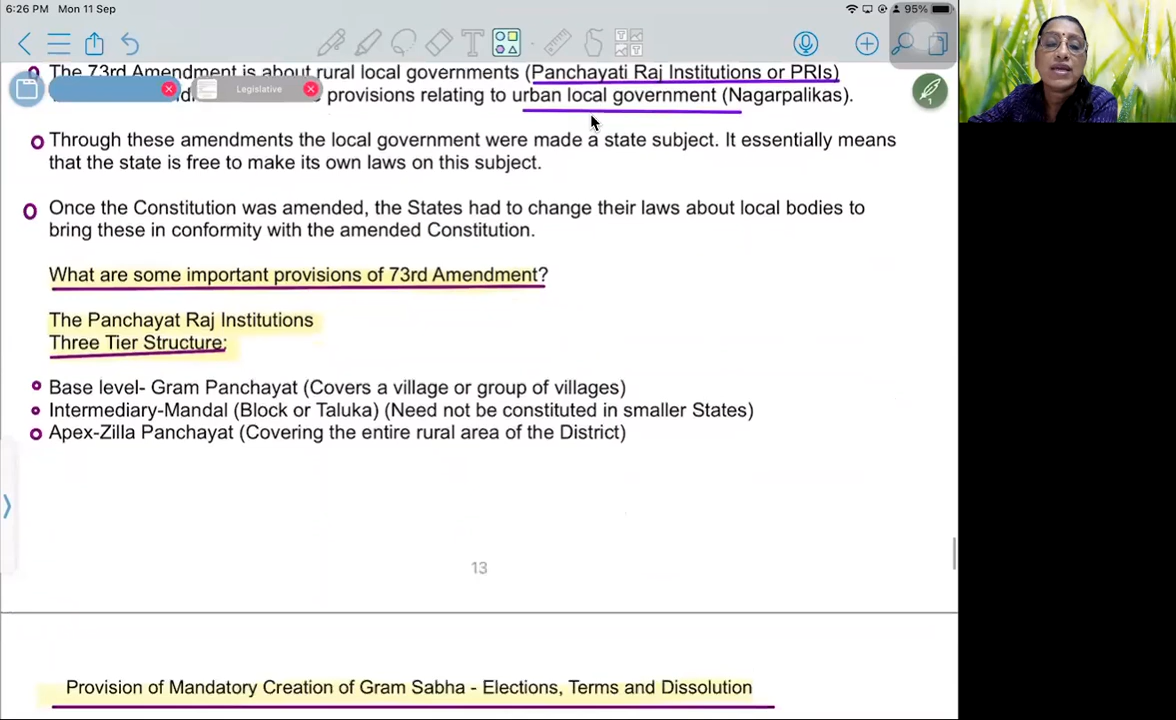 6:26 PM Mon 11 Sep
95%
The 73rd Amendment is about rural local governments (Panchayati Raj Institutions or PRIs)
Legislative
provisions relating to urban local government (Nagarpalikas).
Through these amendments the local government were made a state subject. It essentially means
that the state is free to make its own laws on this subject.
Once the Constitution was amended, the States had to change their laws about local bodies to
bring these in conformity with the amended Constitution.
What are some important provisions of 73rd Amendment?
The Panchayat Raj Institutions
Three Tier Structure:
Base level- Gram Panchayat (Covers a village or group of villages)
Intermediary-Mandal (Block or Taluka) (Need not be constituted in smaller States)
Apex-Zilla Panchayat (Covering the entire rural area of the District)
13
Provision of Mandatory Creation of Gram Sabha - Elections, Terms and Dissolution